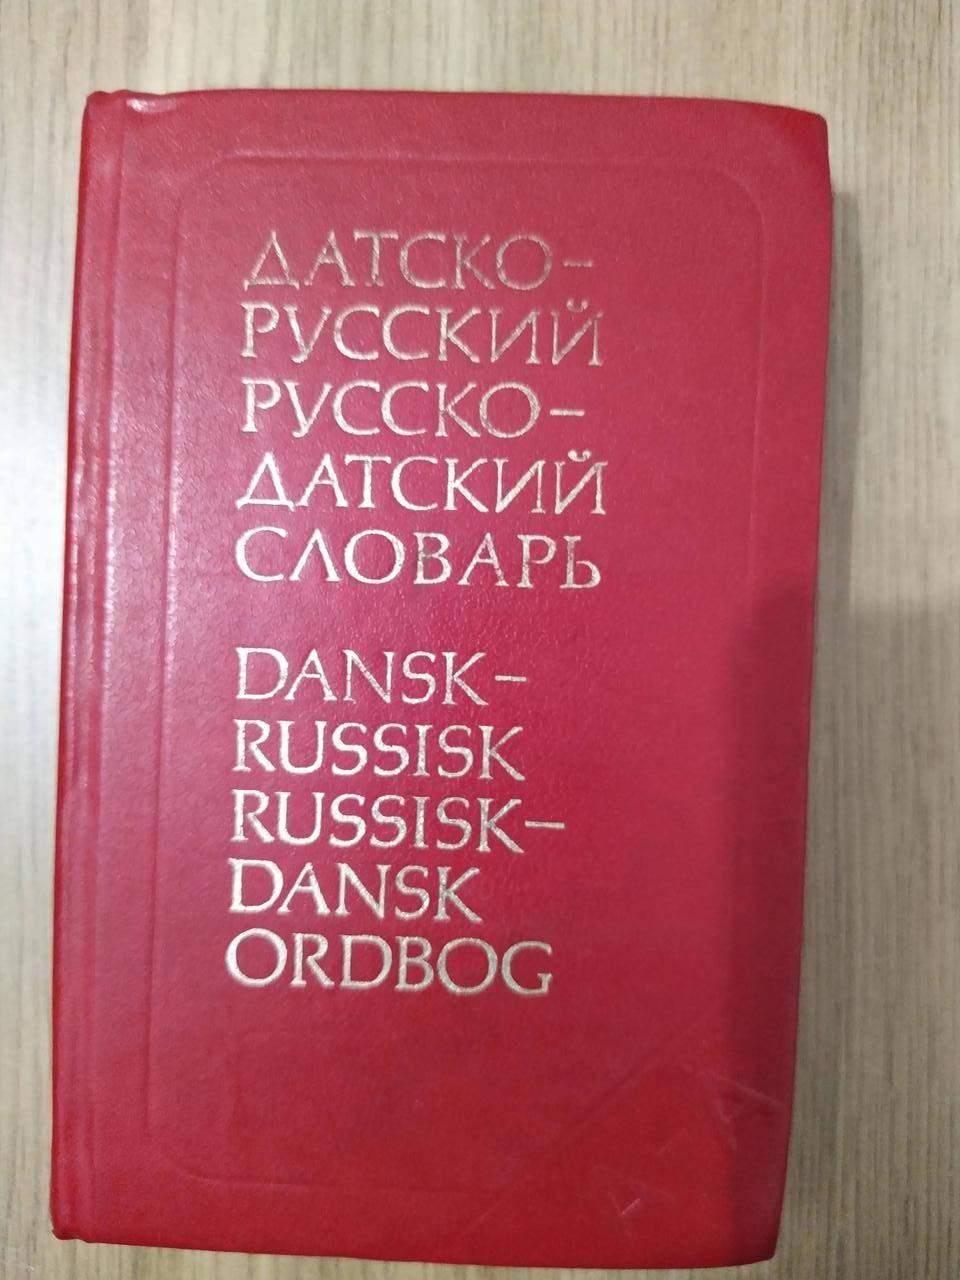 ДАТСКО-
РУССКИЙ
РУССКО-
ДАТСКИЙ
СЛОВАРЬ
DANSK-
RUSSISK
RUSSISK-
DANSK
ORDBOG